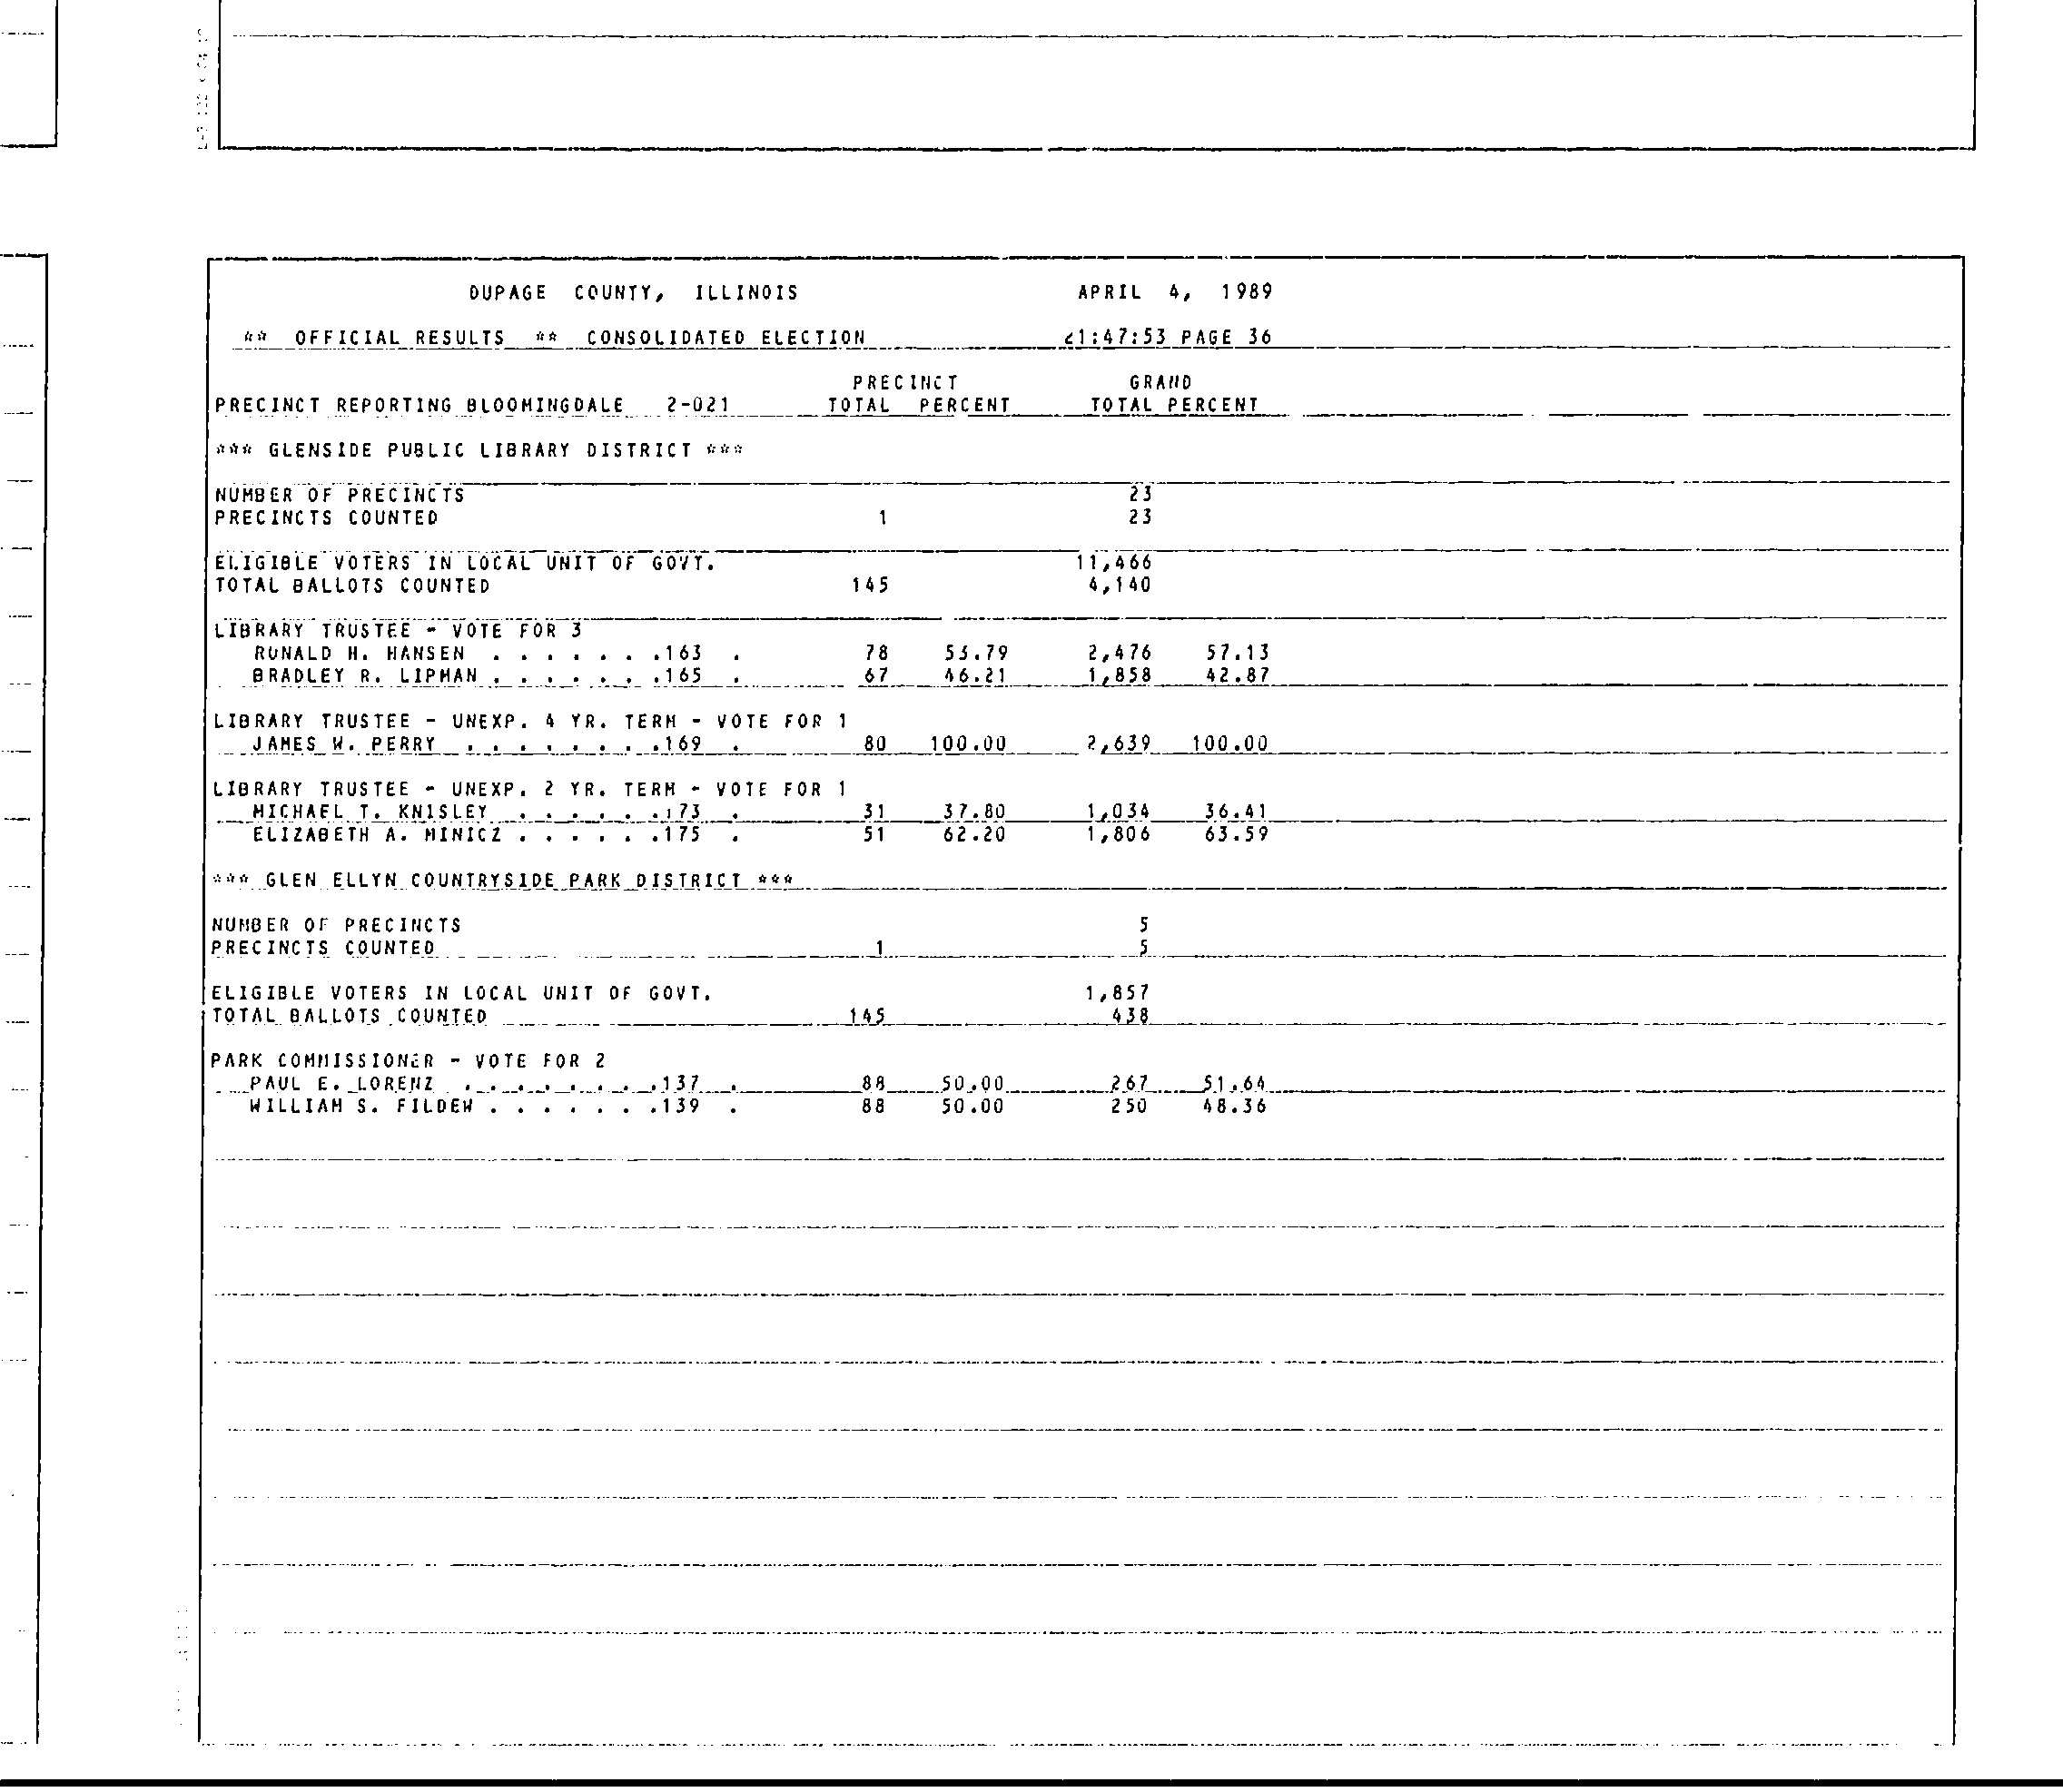 DUPAGE COUNTY, ILLINOIS APRIL 4, 1989
** OFFICIAL RESULTS ** CONSOLIDATED ELECTION 21:47:53 PAGE 36
PRECINCT GRAND
PRECINCT REPORTING BLOOMINGDALE 2-021 TOTAL PERCENT TOTAL PERCENT
*** GLENSIDE PUBLIC LIBRARY DISTRICT ***
NUMBER OF PRECINCTS 23
PRECINCTS COUNTED 1 23
ELIGIBLE VOTERS IN LOCAL UNIT OF GOVT. 11,466
TOTAL BALLOTS COUNTED 145 4,140
LIBRARY TRUSTEE - VOTE FOR 3
RONALD H. HANSEN . . . . . . .163 . 78 53.79 2,476 57.13
BRADLEY R. LIPMAN . . . . . . .165 . 67 46.21 1,858 42.87
LIBRARY TRUSTEE - UNEXP. 4 YR. TERM - VOTE FOR 1
JAMES W. PERRY . . . . . . . .169 . 80 100.00 2,639 100.00
LIBRARY TRUSTEE - UNEXP. 2 YR. TERM - VOTE FOR 1
MICHAEL T. KNISLEY . . . . . .173 . 31 37.80 1,034 36.41
ELIZABETH A. MINICZ . . . . . .175 . 51 62.20 1,806 63.59
*** GLEN ELLYN COUNTRYSIDE PARK DISTRICT ***
NUMBER OF PRECINCTS 5
PRECINCTS COUNTED 1 5
ELIGIBLE VOTERS IN LOCAL UNIT OF GOVT. 1,857
TOTAL BALLOTS COUNTED 145 438
PARK COMMISSIONER - VOTE FOR 2
PAUL E. LORENZ . . . . . . . .137 . 88 50.00 267 51.64
WILLIAM S. FILDEW . . . . . . .139 . 88 50.00 250 48.36